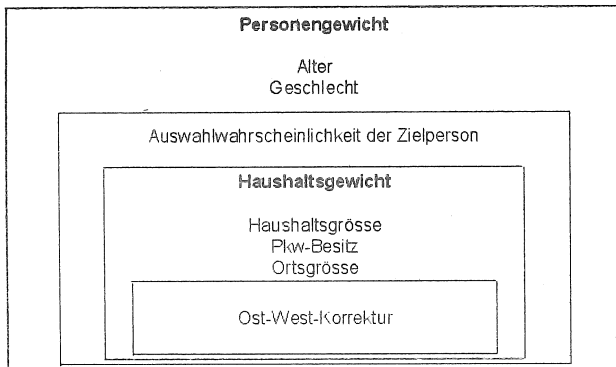 Personengewicht
Alter
Geschlecht
Auswahlwahrscheinlichkeit der Zielperson
Haushaltsgewicht
Haushaltsgrösse
Pkw-Besitz
Ortsgrösse
Ost-West-Korrektur